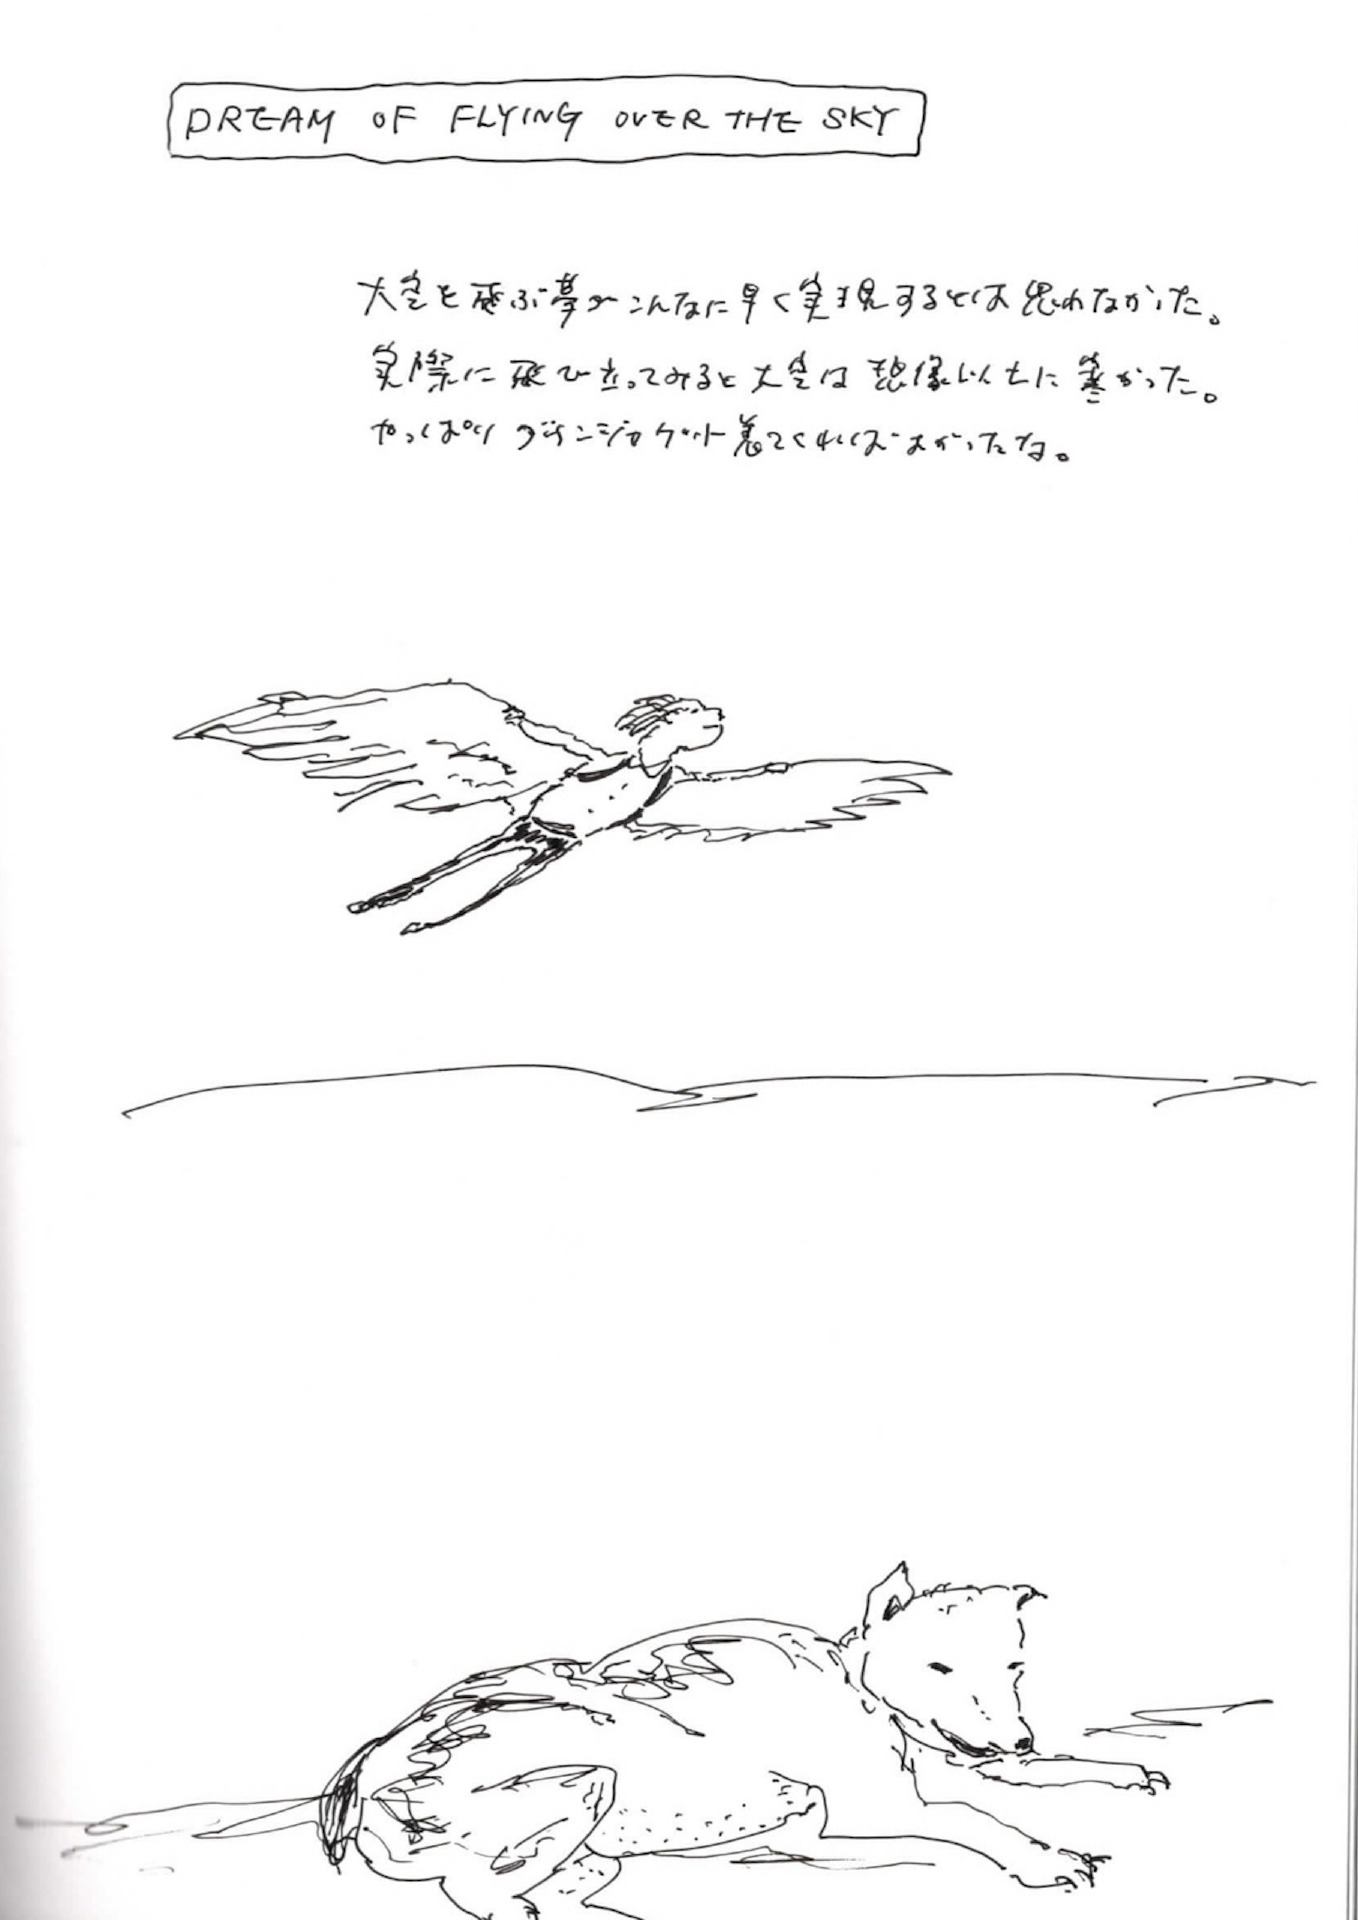 DREAM OF FLYING OVER THE SKY
大空を飛ぶ夢がこんなに早く実現するとは思わなかった。
実際に飛び立ってみると大空は想像以上に寒かった。
やっぱりダウンジャケット着てくればよかったな。